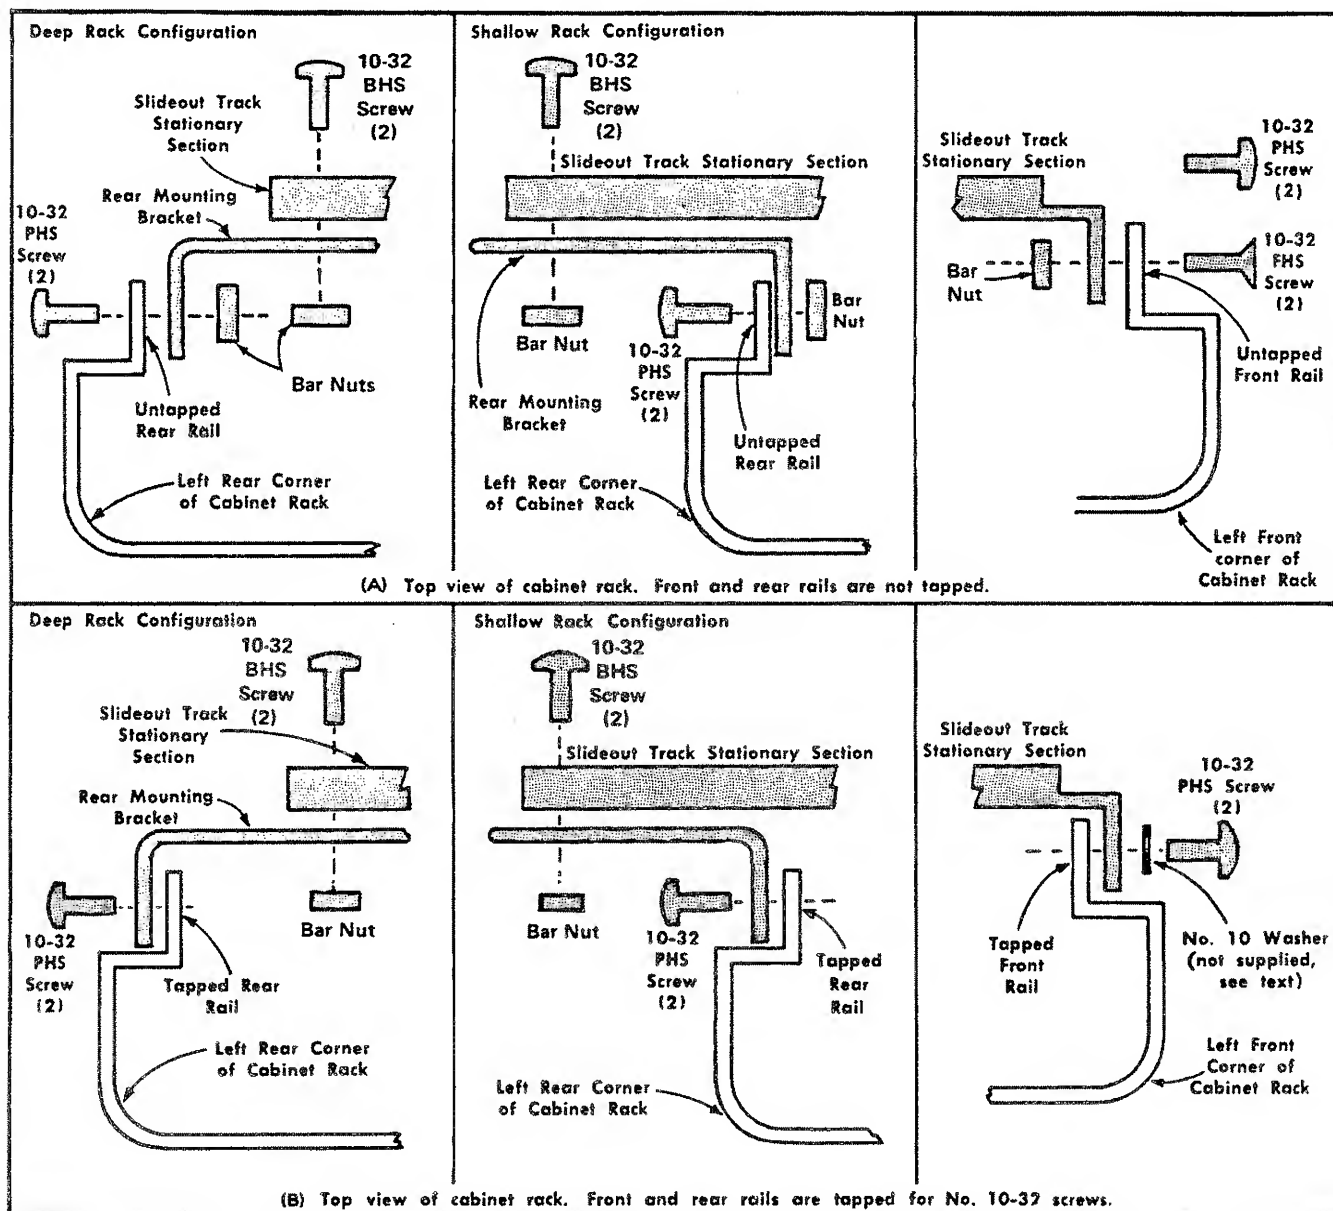 Deep Rack Configuration
10-32
BHS
Screw
(2)
Slideout Track
Stationary
Section
Rear Mounting
Bracket
10-32
PHS
Screw
(2)
Bar Nuts
Untapped
Rear Rail
Left Rear Corner
of Cabinet Rack
Shallow Rack Configuration
10-32
BHS
Screw
(2)
Slideout Track Stationary Section
Bar
Nut
Bar Nut
10-32
PHS
Screw
(2)
Rear Mounting
Bracket
Untapped
Rear Rail
Left Rear Corner
of Cabinet Rack
Slideout Track
Stationary Section
10-32
PHS
Screw
(2)
10-32
FHS
Screw
(2)
Bar
Nut
Untapped
Front Rail
Left Front
corner of
Cabinet Rack
(A) Top view of cabinet rack. Front and rear rails are not tapped.
Deep Rack Configuration
10-32
BHS
Screw
(2)
Slideout Track
Stationary
Section
Rear Mounting
Bracket
10-32
PHS
Screw
(2)
Bar Nut
Tapped Rear
Rail
Left Rear Corner
of Cabinet Rack
Shallow Rack Configuration
10-32
BHS
Screw
(2)
Slideout Track Stationary Section
Bar Nut
10-32
PHS
Screw
(2)
Tapped
Rear
Rail
Left Rear Corner
of Cabinet Rack
Slideout Track
Stationary Section
10-32
PHS Screw
(2)
Tapped
Front
Rail
No. 10 Washer
(not supplied,
see text)
Left Front
Corner of
Cabinet Rack
(B) Top view of cabinet rack. Front and rear rails are tapped for No. 10-32 screws.